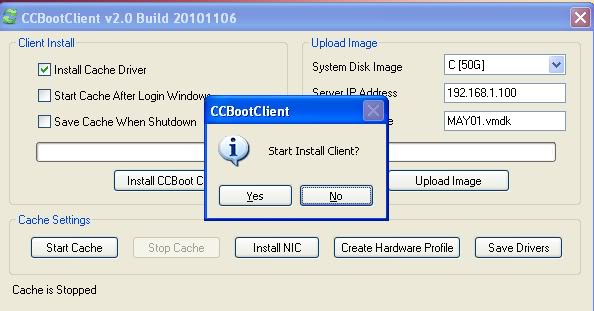 CCBootClient v2.0 Build 20101106
Client Install
Install Cache Driver
Start Cache After Login Windows
Save Cache When Shutdown
Install CCBoot C
Upload Image
System Disk Image
C [50G]
Server IP Address
192.168.1.100
MAY01.vmdk
Upload Image
CCBootClient
Start Install Client?
Yes
No
Cache Settings
Start Cache
Stop Cache
Install NIC
Create Hardware Profile
Save Drivers
Cache is Stopped